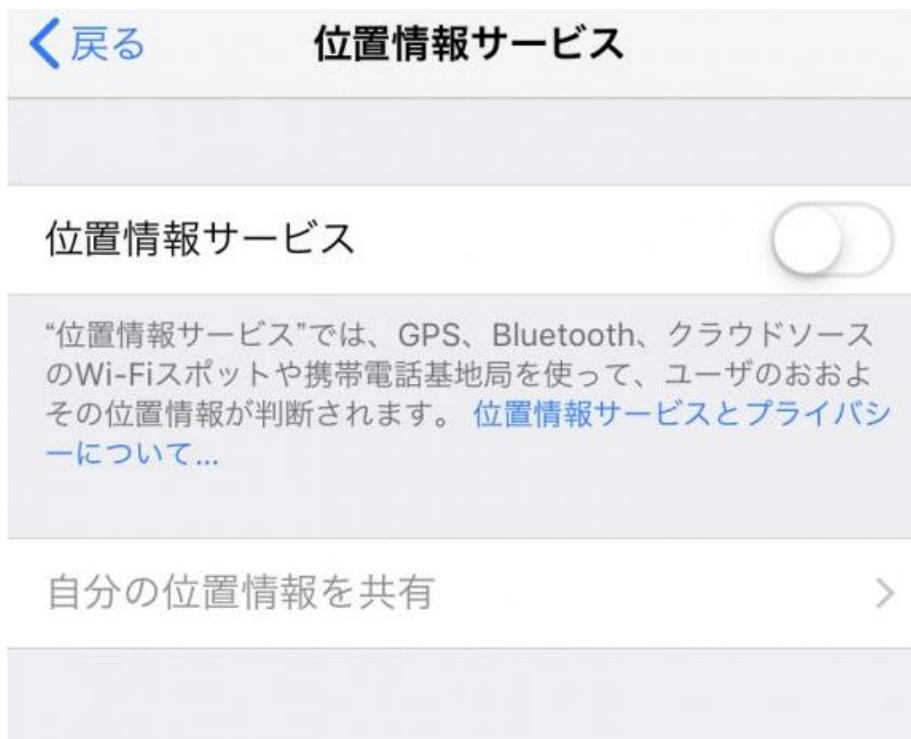 戻る
位置情報サービス
位置情報サービス
“位置情報サービス”では、GPS、Bluetooth、クラウドソース
のWi-Fiスポットや携帯電話基地局を使って、ユーザのおおよ
その位置情報が判断されます。 位置情報サービスとプライバシ
ーについて...
自分の位置情報を共有